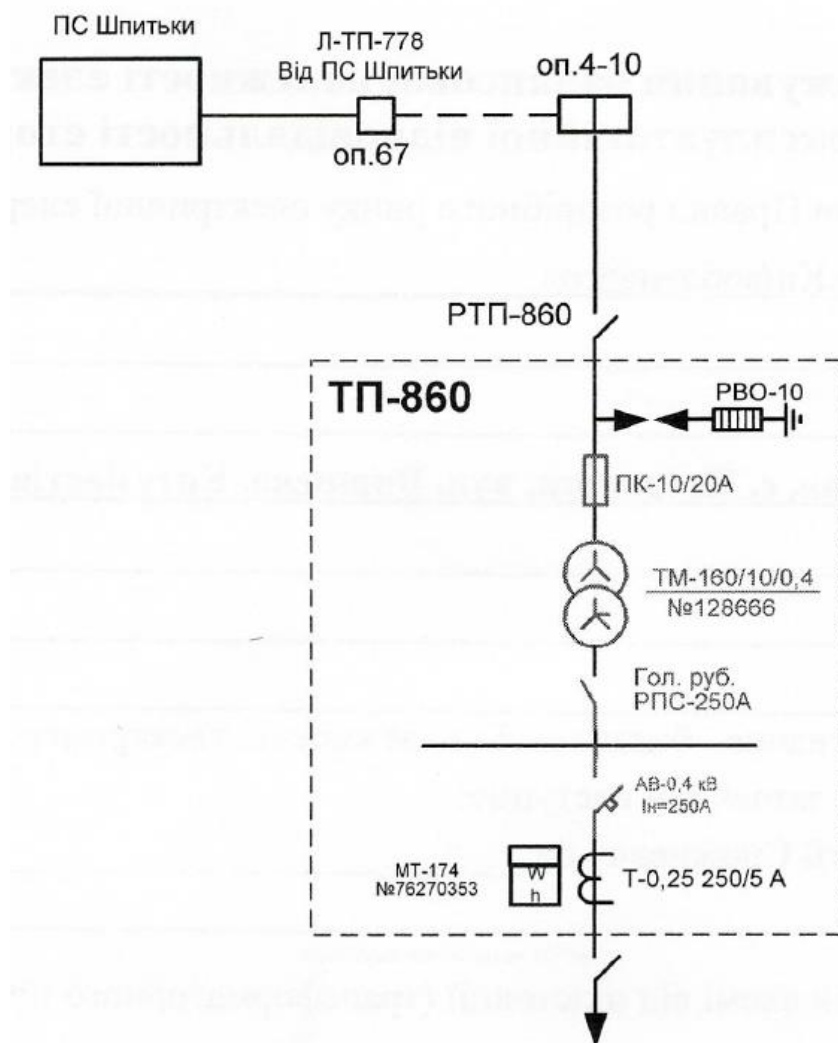 ПС Шпитьки
Л-ТП-778
Від ПС Шпитьки
оп.4-10
оп.67
РТП-860
ТП-860
РВО-10
ПК-10/20А
ТМ-160/10/0,4
№128666
Гол. руб.
РПС-250А
АВ-0,4 кВ
Iн=250А
МТ-174
№76270353
W
h
Т-0,25 250/5 А